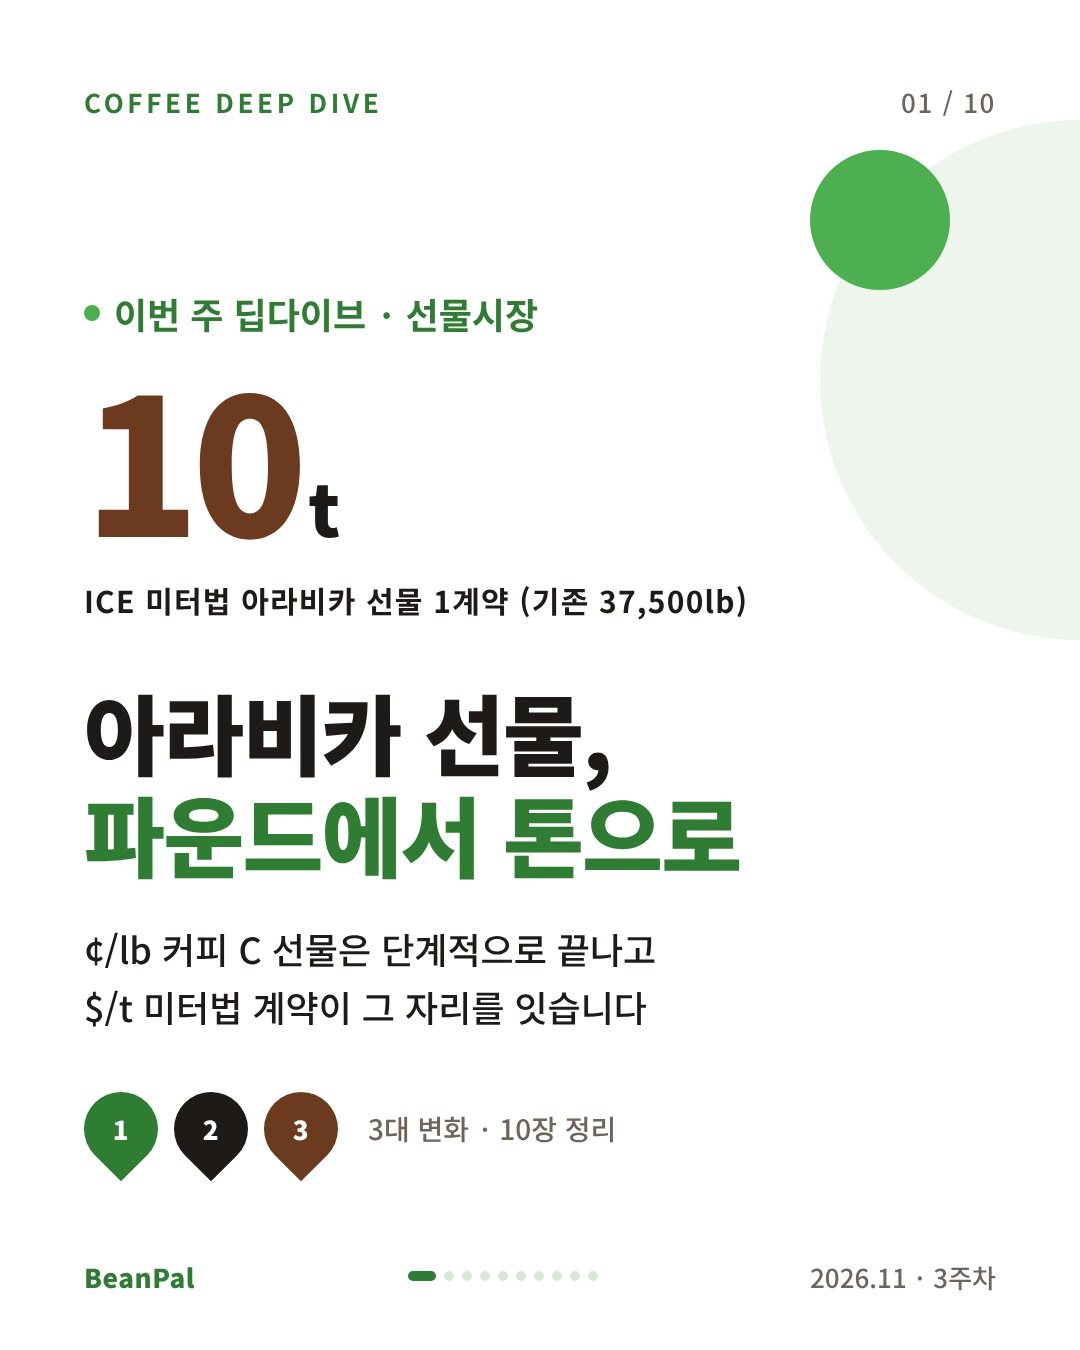 COFFEE DEEP DIVE
01 / 10
이번 주 딥다이브 · 선물시장
10t
ICE 미터법 아라비카 선물 1계약 (기존 37,500lb)
아라비카 선물,
파운드에서 톤으로
¢/lb 커피 C 선물은 단계적으로 끝나고
$/t 미터법 계약이 그 자리를 잇습니다
1 2 3 3대 변화 · 10장 정리
BeanPal
2026.11 · 3주차